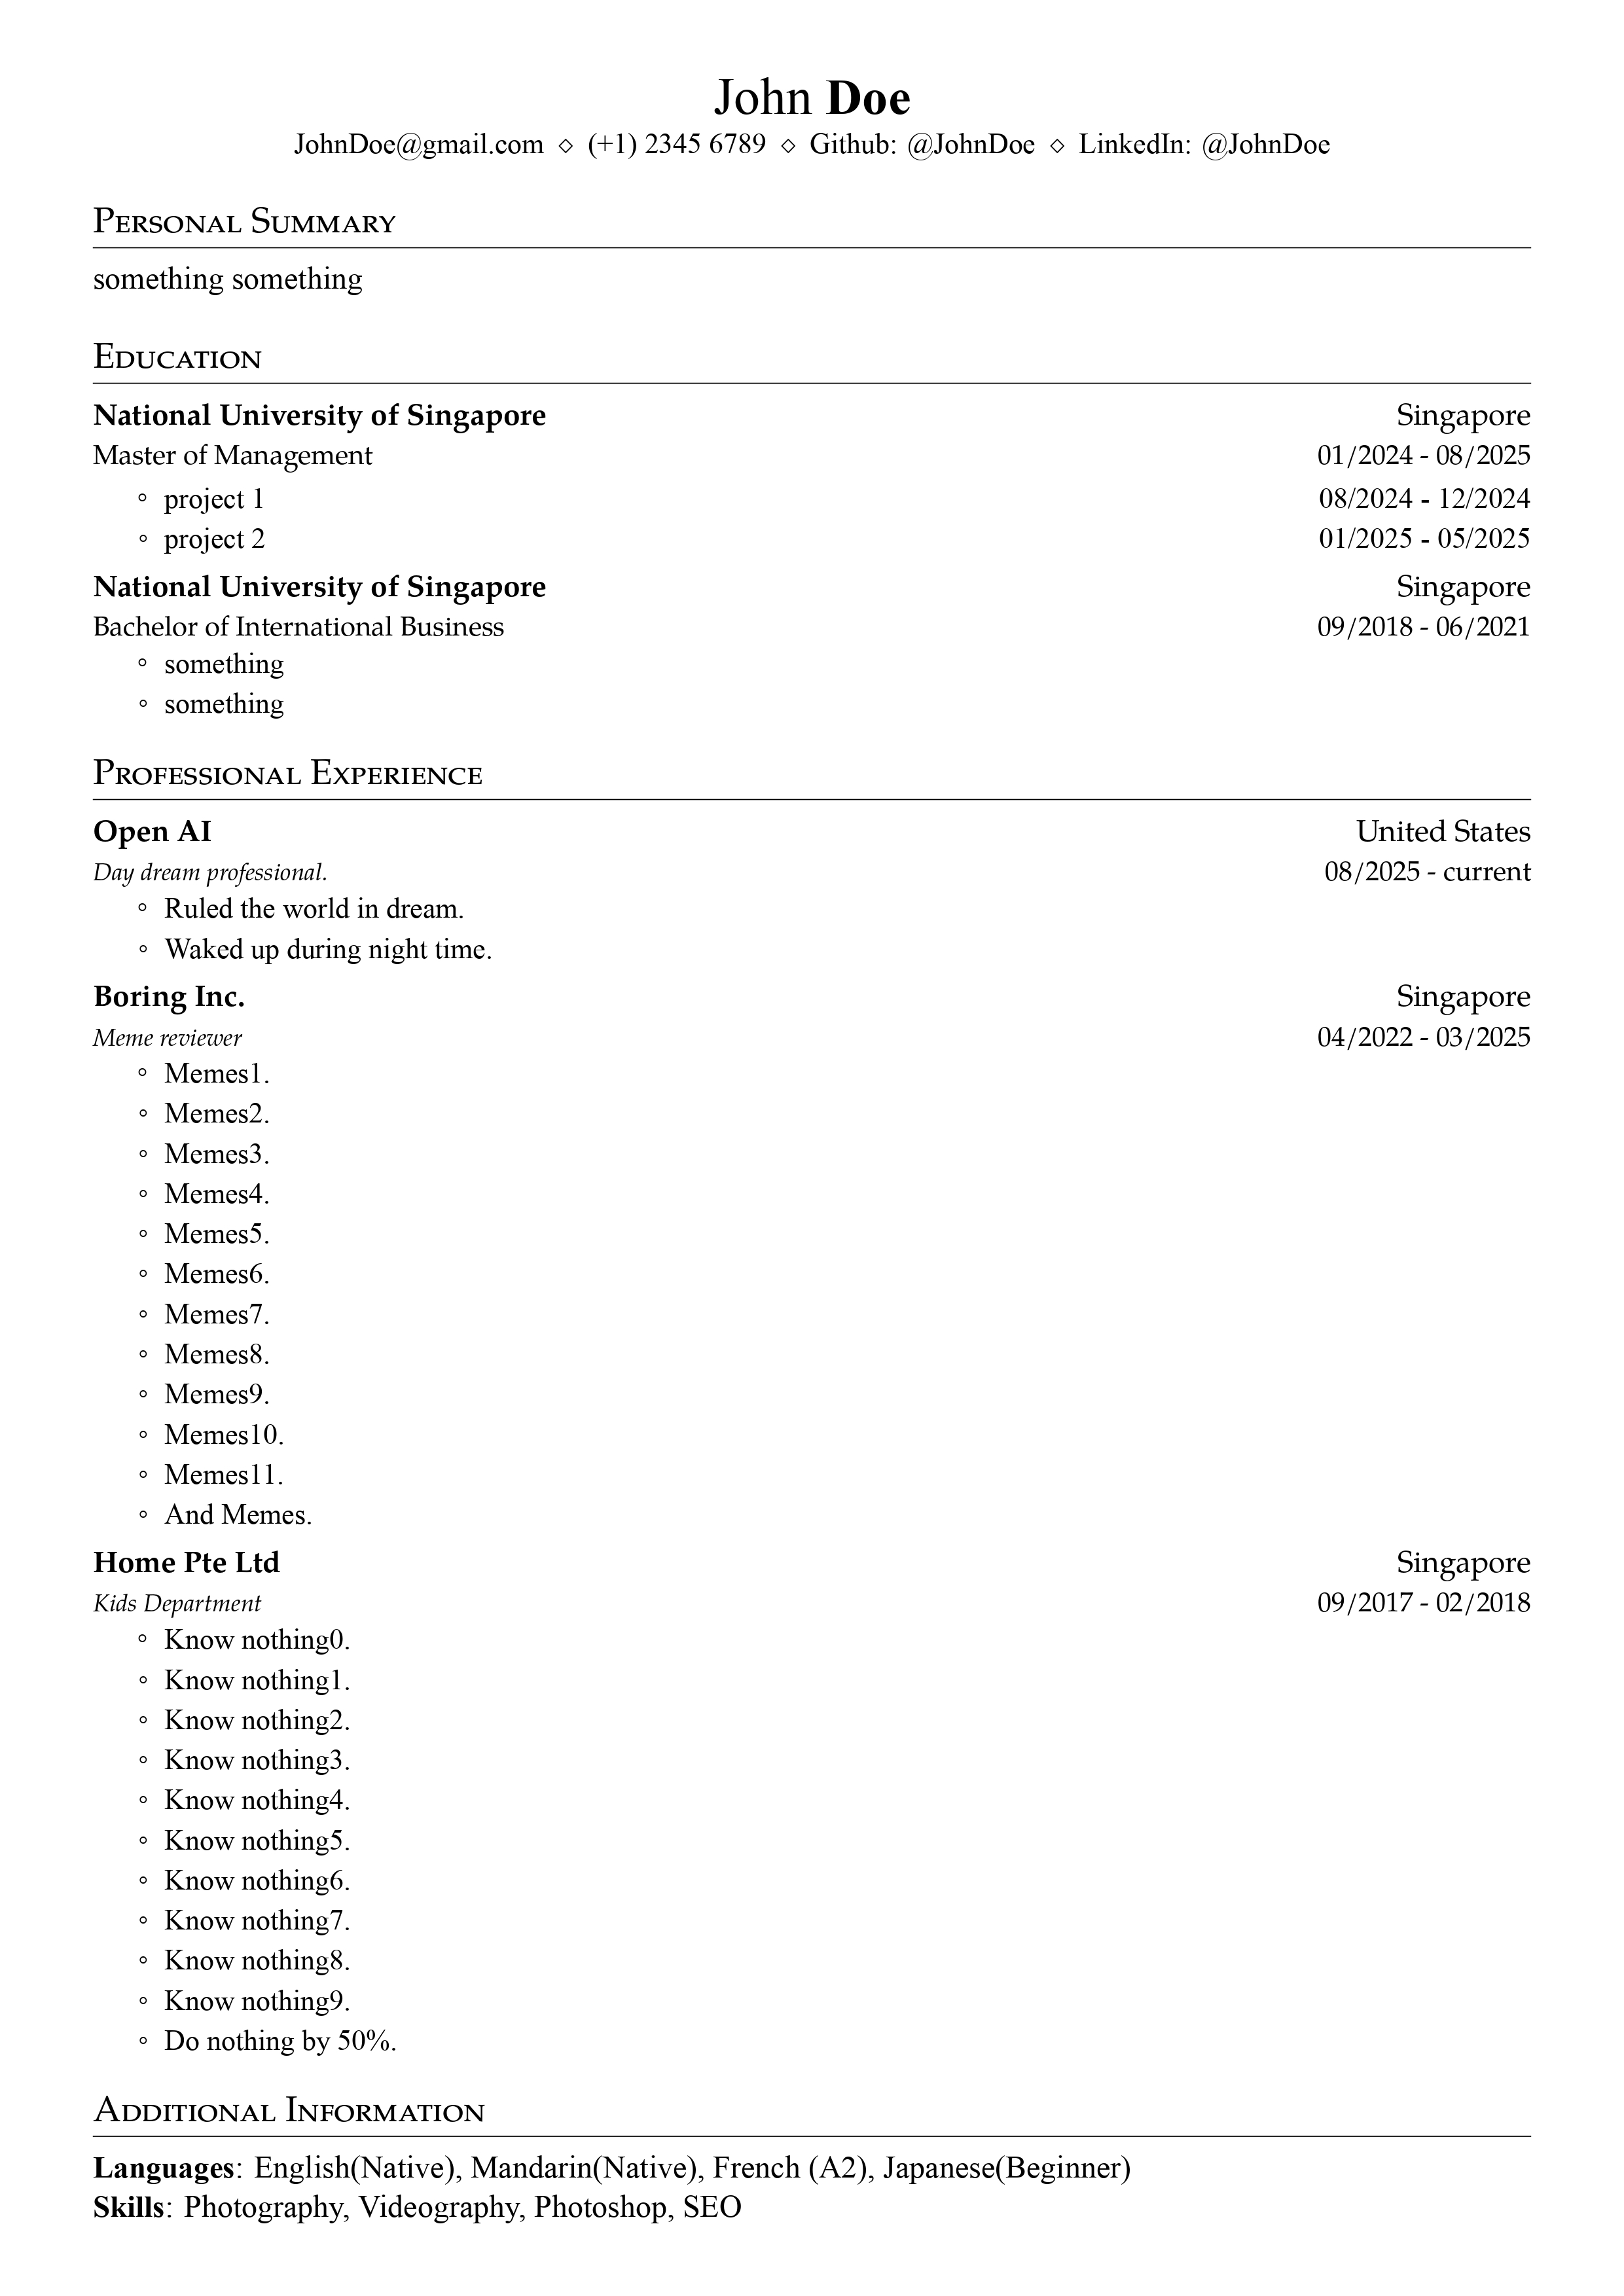 John Doe
JohnDoe@gmail.com ⋄ (+1) 2345 6789 ⋄ Github: @JohnDoe ⋄ LinkedIn: @JohnDoe
Personal Summary
something something
Education
National University of Singapore Singapore
Master of Management 01/2024 - 08/2025
◦ project 1 08/2024 - 12/2024
◦ project 2 01/2025 - 05/2025
National University of Singapore Singapore
Bachelor of International Business 09/2018 - 06/2021
◦ something
◦ something
Professional Experience
Open AI United States
Day dream professional. 08/2025 - current
◦ Ruled the world in dream.
◦ Waked up during night time.
Boring Inc. Singapore
Meme reviewer 04/2022 - 03/2025
◦ Memes1.
◦ Memes2.
◦ Memes3.
◦ Memes4.
◦ Memes5.
◦ Memes6.
◦ Memes7.
◦ Memes8.
◦ Memes9.
◦ Memes10.
◦ Memes11.
◦ And Memes.
Home Pte Ltd Singapore
Kids Department 09/2017 - 02/2018
◦ Know nothing0.
◦ Know nothing1.
◦ Know nothing2.
◦ Know nothing3.
◦ Know nothing4.
◦ Know nothing5.
◦ Know nothing6.
◦ Know nothing7.
◦ Know nothing8.
◦ Know nothing9.
◦ Do nothing by 50%.
Additional Information
Languages: English(Native), Mandarin(Native), French (A2), Japanese(Beginner)
Skills: Photography, Videography, Photoshop, SEO